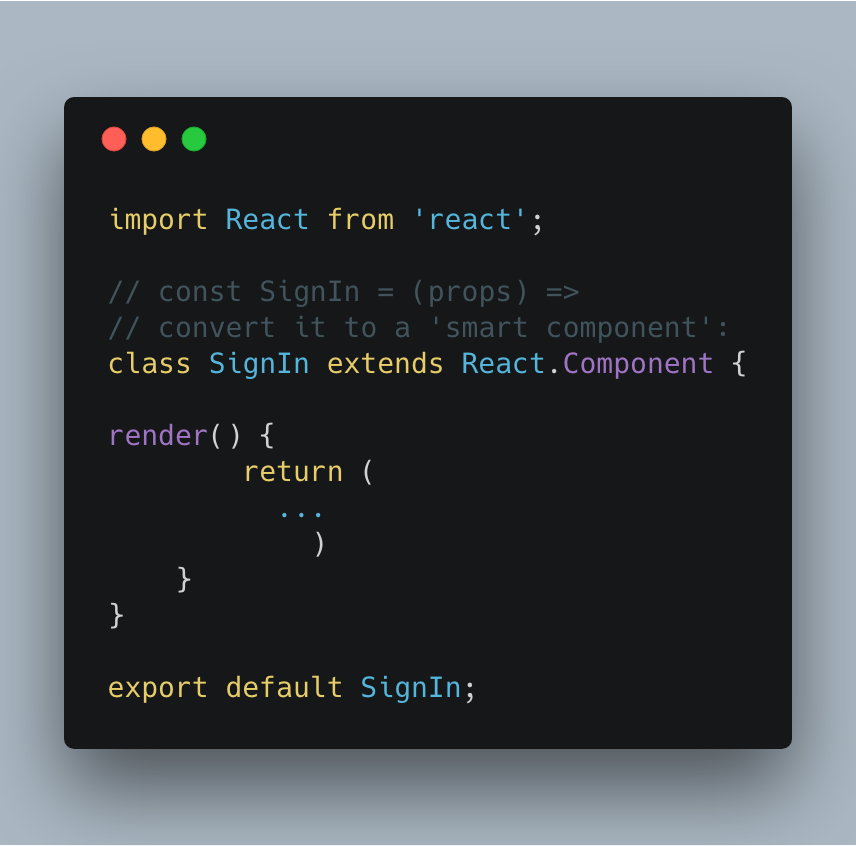 import React from 'react';
// const SignIn = (props) =>
// convert it to a 'smart component':
class SignIn extends React.Component {
render() {
return (
...
)
}
}
export default SignIn;